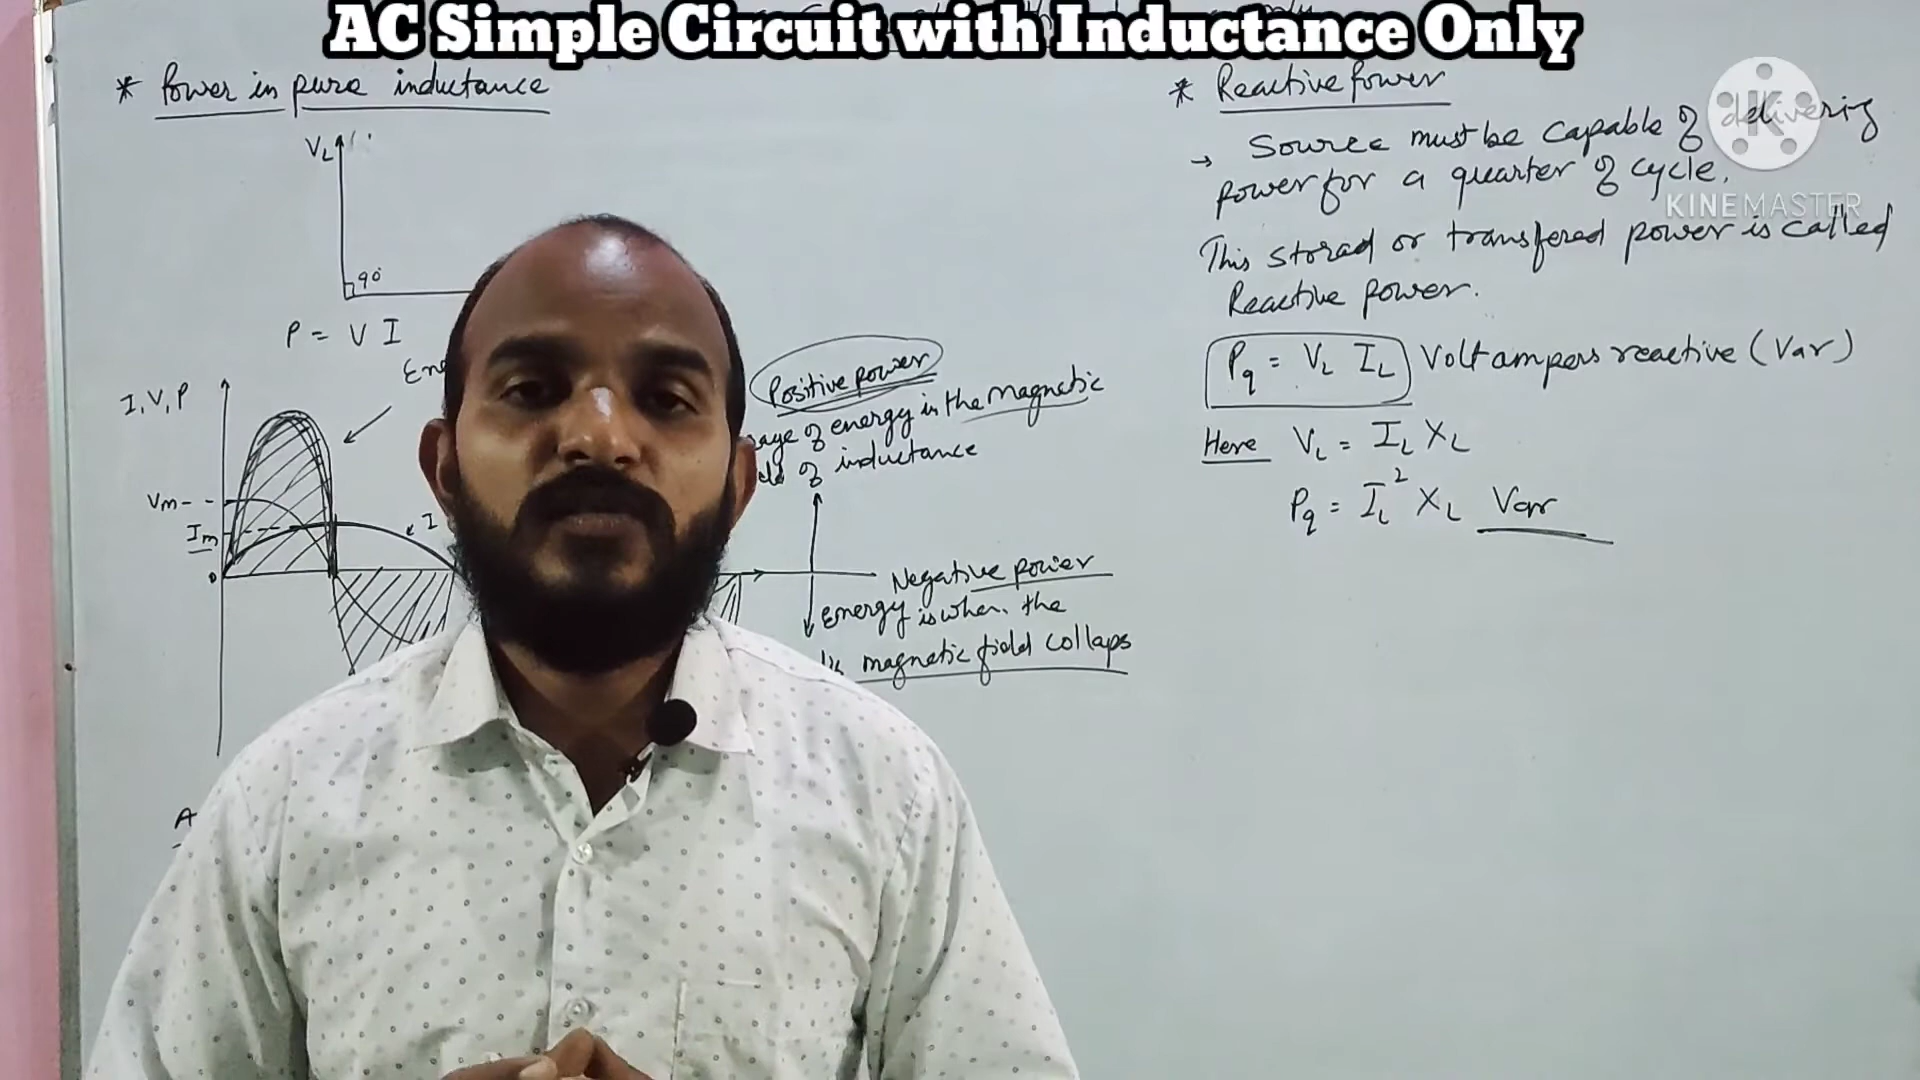 AC Simple Circuit with Inductance Only
* Power in pure inductance
VL
90°
P = V I
I, V, P
Vm
Im
0
I
Positive power
of energy in the magnetic
of inductance
Negative power
Energy is when the
magnetic field collaps
A
* Reactive Power
→ Source must be capable of delivering
power for a quarter of cycle.
This storad or transfered power is called
Reactive power.
Pq = VL IL Volt ampers reactive (Var)
Here VL = IL XL
Pq = IL² XL Var
K
KINEMASTER